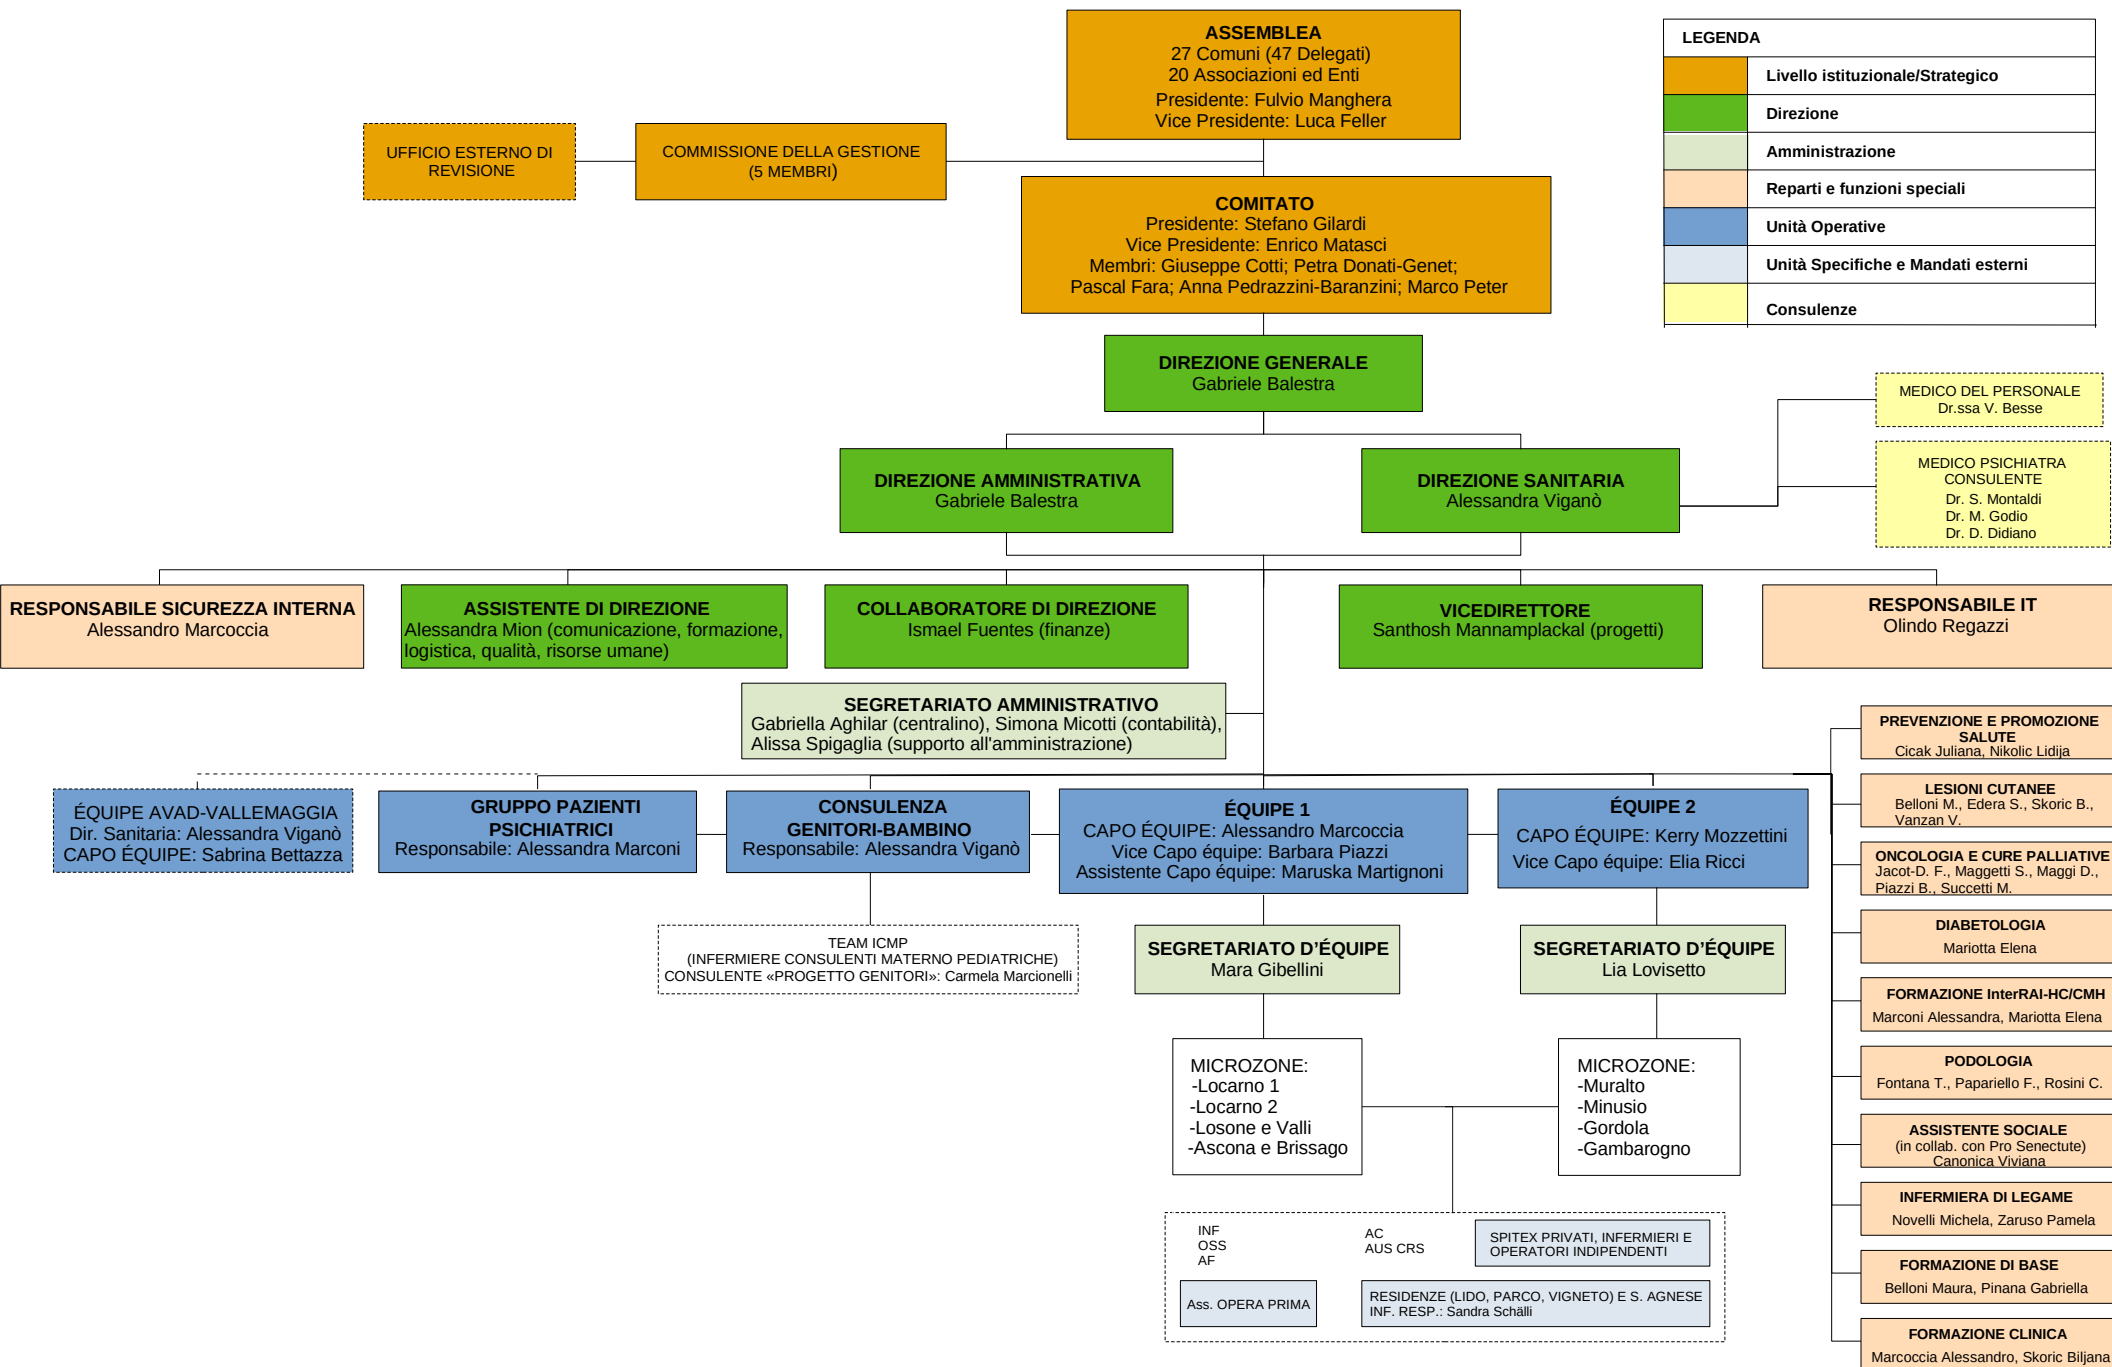 ASSEMBLEA
27 Comuni (47 Delegati)
20 Associazioni ed Enti
Presidente: Fulvio Manghera
Vice Presidente: Luca Feller
LEGENDA
Livello istituzionale/Strategico
Direzione
Amministrazione
Reparti e funzioni speciali
Unità Operative
Unità Specifiche e Mandati esterni
Consulenze
UFFICIO ESTERNO DI
REVISIONE
COMMISSIONE DELLA GESTIONE
(5 MEMBRI)
COMITATO
Presidente: Stefano Gilardi
Vice Presidente: Enrico Matasci
Membri: Giuseppe Cotti; Petra Donati-Genet;
Pascal Fara; Anna Pedrazzini-Baranzini; Marco Peter
DIREZIONE GENERALE
Gabriele Balestra
MEDICO DEL PERSONALE
Dr.ssa V. Besse
DIREZIONE AMMINISTRATIVA
Gabriele Balestra
DIREZIONE SANITARIA
Alessandra Viganò
MEDICO PSICHIATRA
CONSULENTE
Dr. S. Montaldi
Dr. M. Godio
Dr. D. Didiano
RESPONSABILE SICUREZZA INTERNA
Alessandro Marcoccia
ASSISTENTE DI DIREZIONE
Alessandra Mion (comunicazione, formazione,
logistica, qualità, risorse umane)
COLLABORATORE DI DIREZIONE
Ismael Fuentes (finanze)
VICEDIRETTORE
Santhosh Mannamplackal (progetti)
RESPONSABILE IT
Olindo Regazzi
SEGRETARIATO AMMINISTRATIVO
Gabriella Aghilar (centralino), Simona Micotti (contabilità),
Alissa Spigaglia (supporto all'amministrazione)
ÉQUIPE AVAD-VALLEMAGGIA
Dir. Sanitaria: Alessandra Viganò
CAPO ÉQUIPE: Sabrina Bettazza
GRUPPO PAZIENTI
PSICHIATRICI
Responsabile: Alessandra Marconi
CONSULENZA
GENITORI-BAMBINO
Responsabile: Alessandra Viganò
ÉQUIPE 1
CAPO ÉQUIPE: Alessandro Marcoccia
Vice Capo équipe: Barbara Piazzi
Assistente Capo équipe: Maruska Martignoni
ÉQUIPE 2
CAPO ÉQUIPE: Kerry Mozzettini
Vice Capo équipe: Elia Ricci
TEAM ICMP
(INFERMIERE CONSULENTI MATERNO PEDIATRICHE)
CONSULENTE «PROGETTO GENITORI»: Carmela Marcionelli
SEGRETARIATO D’ÉQUIPE
Mara Gibellini
SEGRETARIATO D’ÉQUIPE
Lia Lovisetto
MICROZONE:
-Locarno 1
-Locarno 2
-Losone e Valli
-Ascona e Brissago
MICROZONE:
-Muralto
-Minusio
-Gordola
-Gambarogno
INF
OSS
AF
AC
AUS CRS
SPITEX PRIVATI, INFERMIERI E
OPERATORI INDIPENDENTI
Ass. OPERA PRIMA
RESIDENZE (LIDO, PARCO, VIGNETO) E S. AGNESE
INF. RESP.: Sandra Schälli
PREVENZIONE E PROMOZIONE
SALUTE
Cicak Juliana, Nikolic Lidija
LESIONI CUTANEE
Belloni M., Edera S., Skoric B.,
Vanzan V.
ONCOLOGIA E CURE PALLIATIVE
Jacot-D. F., Maggetti S., Maggi D.,
Piazzi B., Succetti M.
DIABETOLOGIA
Mariotta Elena
FORMAZIONE InterRAI-HC/CMH
Marconi Alessandra, Mariotta Elena
PODOLOGIA
Fontana T., Papariello F., Rosini C.
ASSISTENTE SOCIALE
(in collab. con Pro Senectute)
Canonica Viviana
INFERMIERA DI LEGAME
Novelli Michela, Zaruso Pamela
FORMAZIONE DI BASE
Belloni Maura, Pinana Gabriella
FORMAZIONE CLINICA
Marcoccia Alessandro, Skoric Biljana